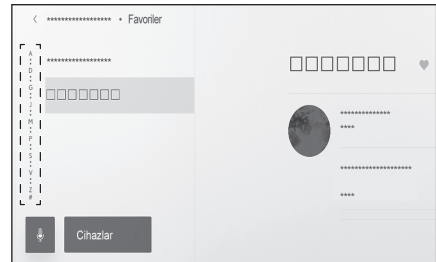 < ****************** • Favoriler
******************
□□□□□□□
A
D
G
J
M
P
S
V
Z
#
Cihazlar
□□□□□□□
**************
****
********************
****